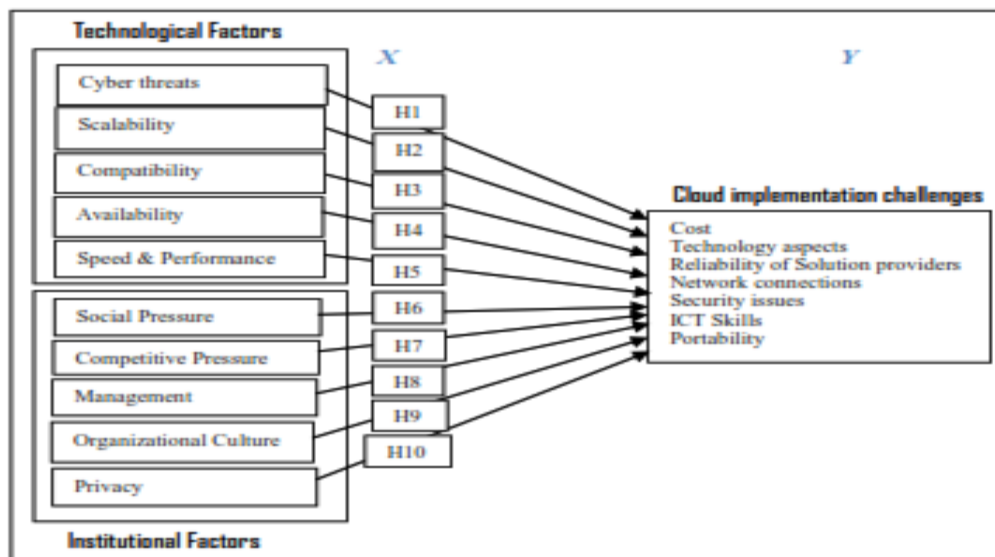 Technological Factors
X
Y
Cyber threats
H1
Scalability
H2
Compatibility
H3
Availability
H4
Speed & Performance
H5
Cloud implementation challenges
Cost
Technology aspects
Reliability of Solution providers
Network connections
Security issues
ICT Skills
Portability
Social Pressure
H6
Competitive Pressure
H7
Management
H8
Organizational Culture
H9
Privacy
H10
Institutional Factors